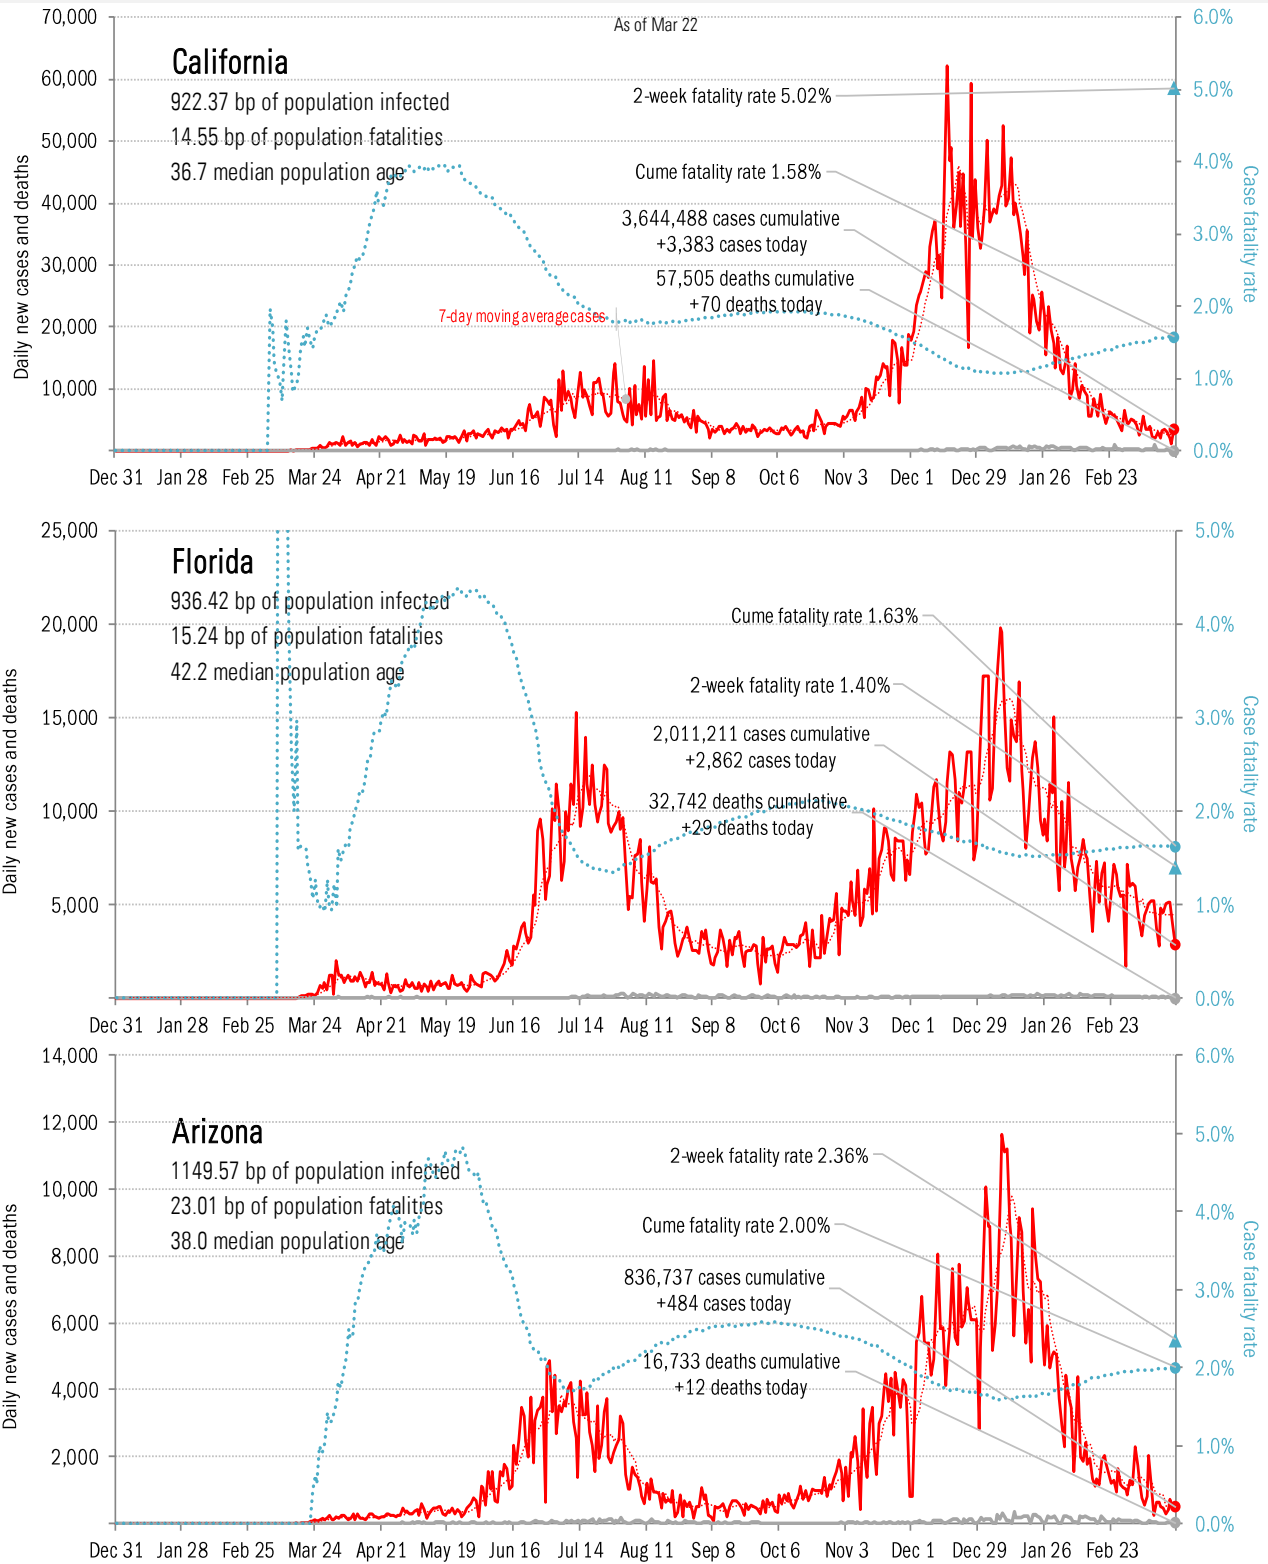 As of Mar 22
70,000
60,000
50,000
40,000
30,000
20,000
10,000
Daily new cases and deaths
California
922.37 bp of population infected
14.55 bp of population fatalities
36.7 median population age
2-week fatality rate 5.02%
Cume fatality rate 1.58%
3,644,488 cases cumulative
+3,383 cases today
57,505 deaths cumulative
+70 deaths today
7-day moving average cases
6.0%
5.0%
4.0%
3.0%
2.0%
1.0%
0.0%
Case fatality rate
Dec 31 Jan 28 Feb 25 Mar 24 Apr 21 May 19 Jun 16 Jul 14 Aug 11 Sep 8 Oct 6 Nov 3 Dec 1 Dec 29 Jan 26 Feb 23
25,000
20,000
15,000
10,000
5,000
Daily new cases and deaths
Florida
936.42 bp of population infected
15.24 bp of population fatalities
42.2 median population age
Cume fatality rate 1.63%
2-week fatality rate 1.40%
2,011,211 cases cumulative
+2,862 cases today
32,742 deaths cumulative
+29 deaths today
5.0%
4.0%
3.0%
2.0%
1.0%
0.0%
Case fatality rate
Dec 31 Jan 28 Feb 25 Mar 24 Apr 21 May 19 Jun 16 Jul 14 Aug 11 Sep 8 Oct 6 Nov 3 Dec 1 Dec 29 Jan 26 Feb 23
14,000
12,000
10,000
8,000
6,000
4,000
2,000
Daily new cases and deaths
Arizona
1149.57 bp of population infected
23.01 bp of population fatalities
38.0 median population age
2-week fatality rate 2.36%
Cume fatality rate 2.00%
836,737 cases cumulative
+484 cases today
16,733 deaths cumulative
+12 deaths today
6.0%
5.0%
4.0%
3.0%
2.0%
1.0%
0.0%
Case fatality rate
Dec 31 Jan 28 Feb 25 Mar 24 Apr 21 May 19 Jun 16 Jul 14 Aug 11 Sep 8 Oct 6 Nov 3 Dec 1 Dec 29 Jan 26 Feb 23